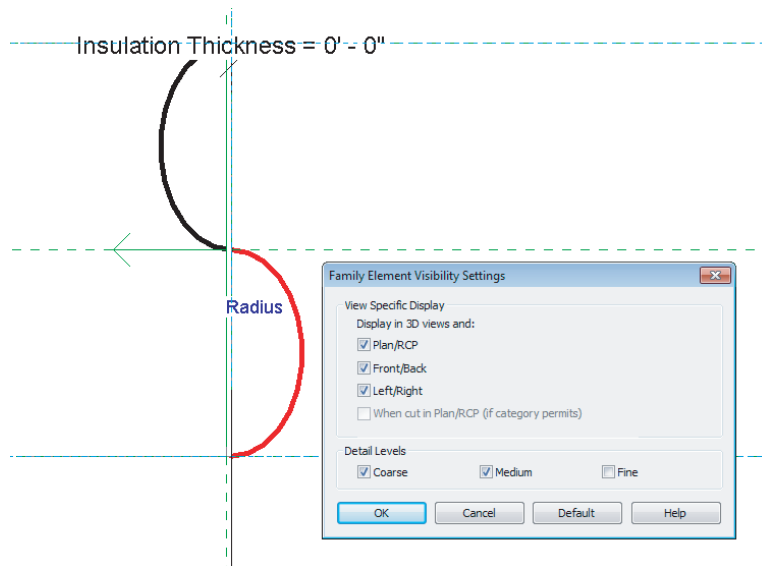 Insulation Thickness = 0' - 0"
Radius
Family Element Visibility Settings
View Specific Display
Display in 3D views and:
Plan/RCP
Front/Back
Left/Right
When cut in Plan/RCP (if category permits)
Detail Levels
Coarse Medium Fine
OK Cancel Default Help